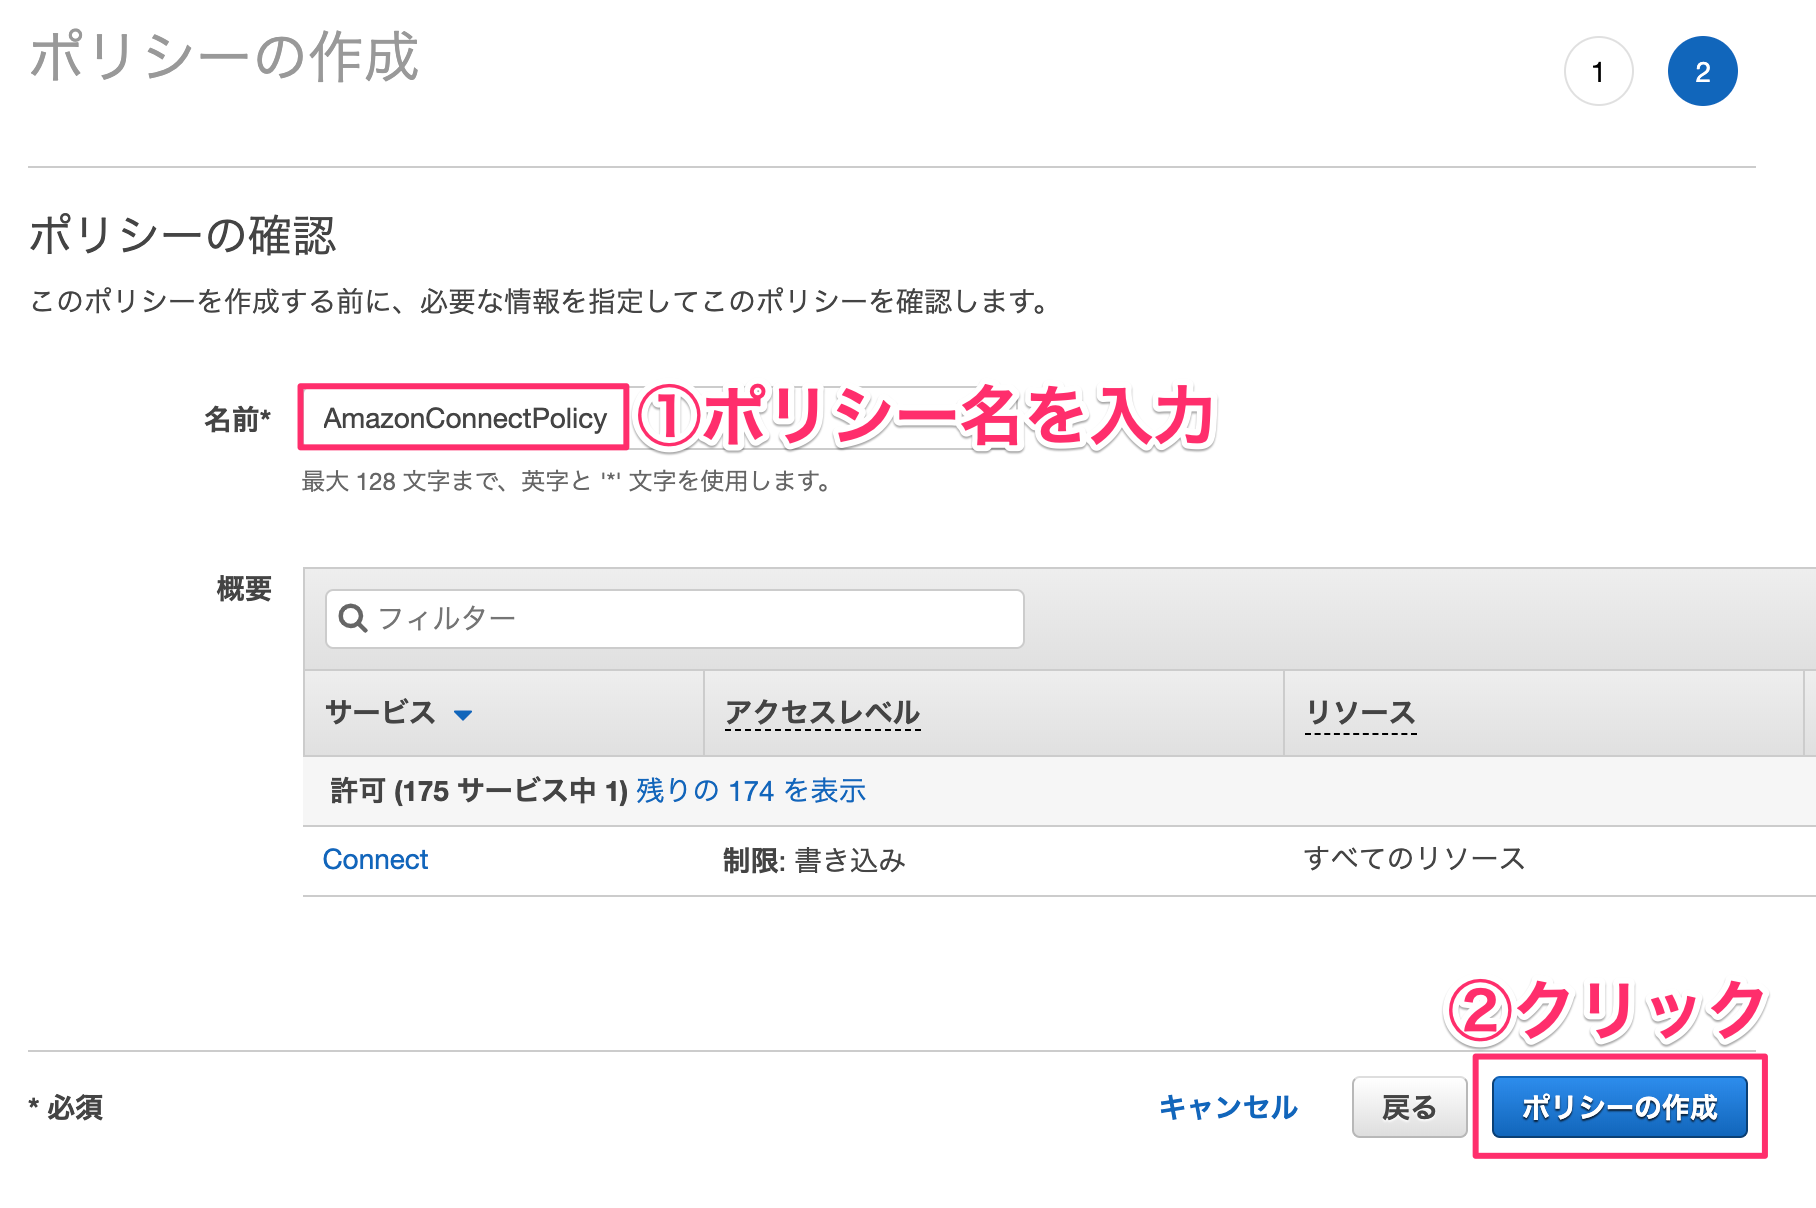 ポリシーの作成
1
2
ポリシーの確認
このポリシーを作成する前に、必要な情報を指定してこのポリシーを確認します。
名前* AmazonConnectPolicy ①ポリシー名を入力
最大 128 文字まで、英字と '*' 文字を使用します。
概要
フィルター
サービス アクセスレベル リソース
許可 (175 サービス中 1) 残りの 174 を表示
Connect 制限: 書き込み すべてのリソース
②クリック
* 必須 キャンセル 戻る ポリシーの作成